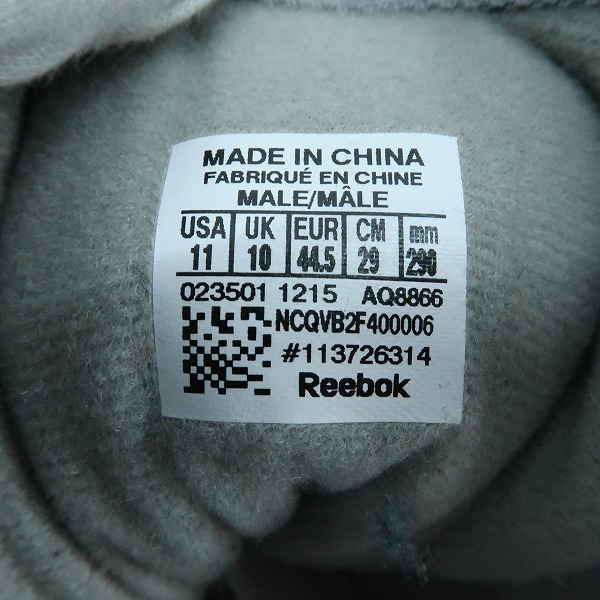 MADE IN CHINA
FABRIQUÉ EN CHINE
MALE/MÂLE
USA UK EUR CM mm
11 10 44.5 29 290
023501 1215 AQ8866
NCQVB2F400006
#113726314
Reebok